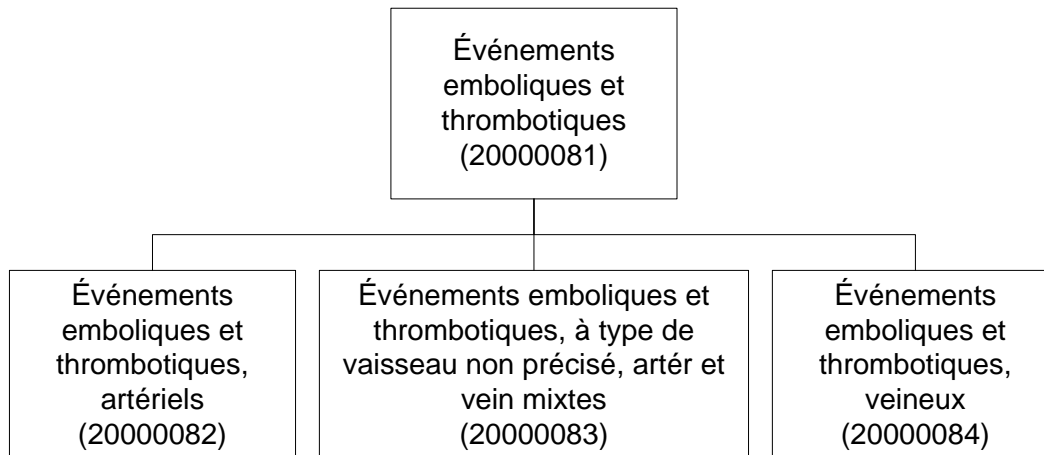 Événements
emboliques et
thrombotiques
(20000081)
Événements
emboliques et
thrombotiques,
artériels
(20000082)
Événements emboliques et
thrombotiques, à type de
vaisseau non précisé, artér et
vein mixtes
(20000083)
Événements
emboliques et
thrombotiques,
veineux
(20000084)